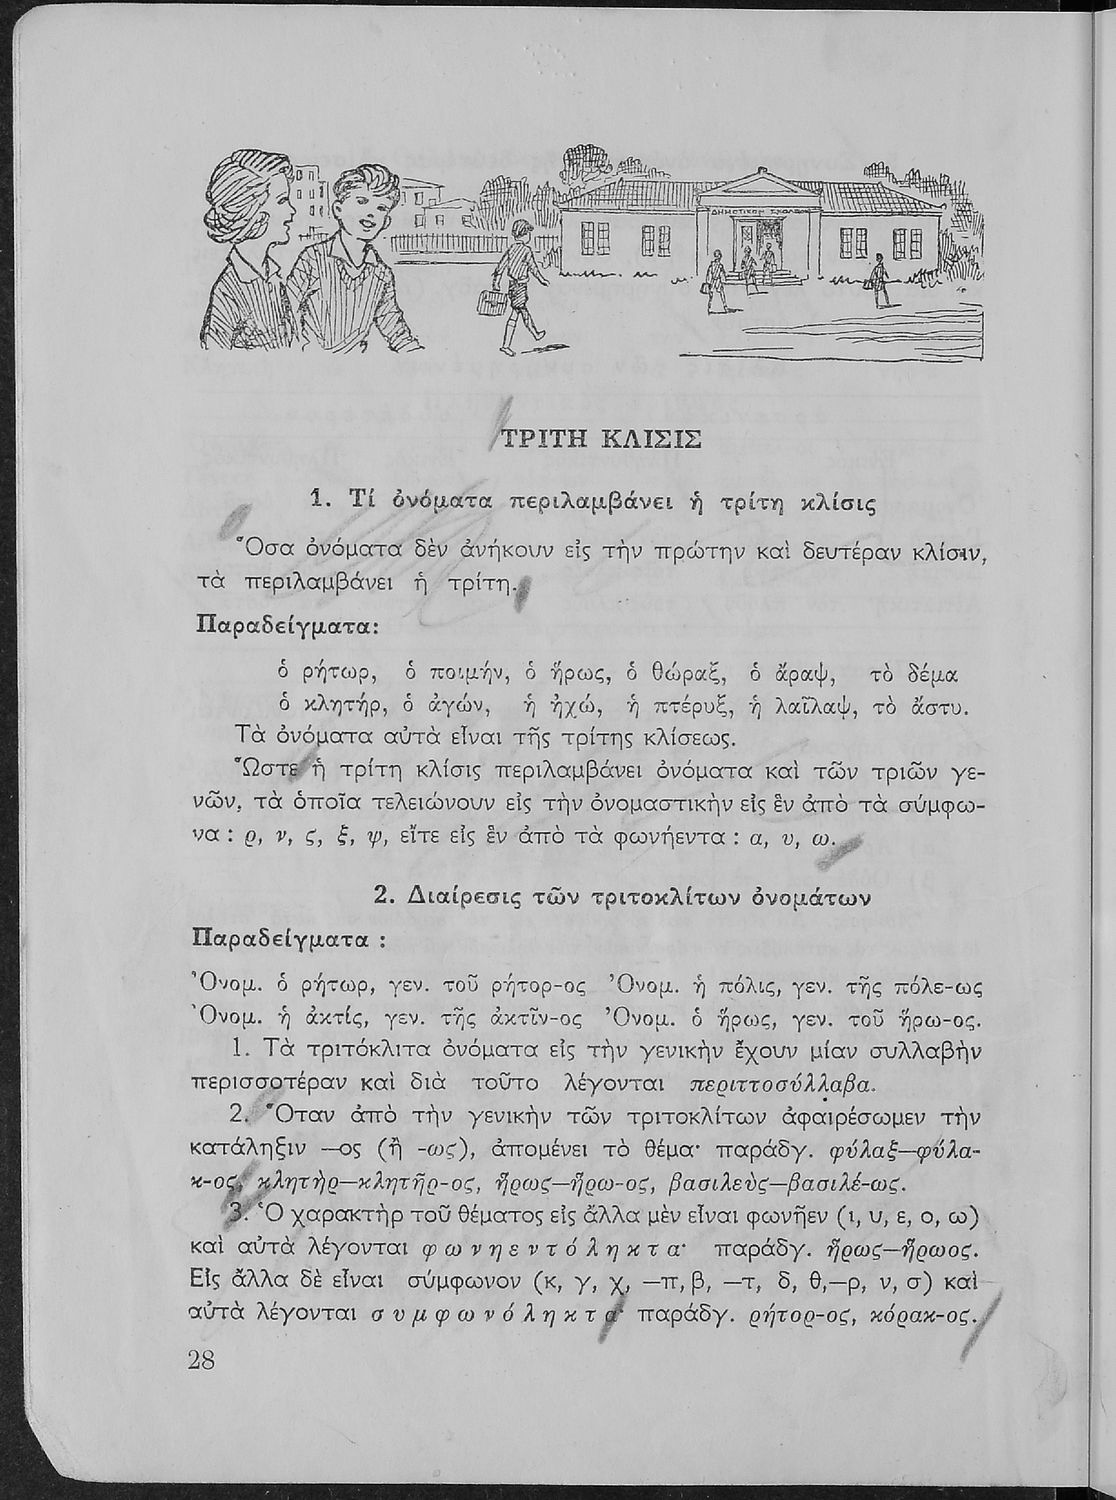 ΔΗΜΟΤΙΚΟΝ ΣΧΟΛΕΙΟΝ
ΤΡΙΤΗ ΚΛΙΣΙΣ
1. Τί ὀνόματα περιλαμβάνει ἡ τρίτη κλίσις
Ὅσα ὀνόματα δὲν ἀνήκουν εἰς τὴν πρώτην καὶ δευτέραν κλίσιν,
τὰ περιλαμβάνει ἡ τρίτη.
Παραδείγματα:
ὁ ρήτωρ, ὁ ποιμήν, ὁ ἥρως, ὁ θώραξ, ὁ ἄραψ, τὸ δέμα
ὁ κλητήρ, ὁ ἀγών, ἡ ἠχώ, ἡ πτέρυξ, ἡ λαῖλαψ, τὸ ἄστυ.
Τὰ ὀνόματα αὐτὰ εἶναι τῆς τρίτης κλίσεως.
Ὥστε ἡ τρίτη κλίσις περιλαμβάνει ὀνόματα καὶ τῶν τριῶν γε-
νῶν, τὰ ὁποῖα τελειώνουν εἰς τὴν ὀνομαστικὴν εἰς ἓν ἀπὸ τὰ σύμφω-
να : ρ, ν, ς, ξ, ψ, εἴτε εἰς ἓν ἀπὸ τὰ φωνήεντα : α, υ, ω.
2. Διαίρεσις τῶν τριτοκλίτων ὀνομάτων
Παραδείγματα :
Ὀνομ. ὁ ρήτωρ, γεν. τοῦ ρήτορ-ος Ὀνομ. ἡ πόλις, γεν. τῆς πόλε-ως
Ὀνομ. ἡ ἀκτίς, γεν. τῆς ἀκτῖν-ος Ὀνομ. ὁ ἥρως, γεν. τοῦ ἥρω-ος.
1. Τὰ τριτόκλιτα ὀνόματα εἰς τὴν γενικὴν ἔχουν μίαν συλλαβὴν
περισσοτέραν καὶ διὰ τοῦτο λέγονται περιττοσύλλαβα.
2. Ὅταν ἀπὸ τὴν γενικὴν τῶν τριτοκλίτων ἀφαιρέσωμεν τὴν
κατάληξιν —ος (ἢ -ως), ἀπομένει τὸ θέμα· παράδγ. φύλαξ—φύλα-
κ-ος, κλητὴρ—κλητῆρ-ος, ἥρως—ἥρω-ος, βασιλεὺς—βασιλέ-ως.
3. Ὁ χαρακτὴρ τοῦ θέματος εἰς ἄλλα μὲν εἶναι φωνῆεν (ι, υ, ε, ο, ω)
καὶ αὐτὰ λέγονται φωνηεντόληκτα· παράδγ. ἥρως—ἥρωος.
Εἰς ἄλλα δὲ εἶναι σύμφωνον (κ, γ, χ, —π, β, —τ, δ, θ,—ρ, ν, σ) καὶ
αὐτὰ λέγονται συμφωνόληκτα· παράδγ. ρήτορ-ος, κόρακ-ος.
28